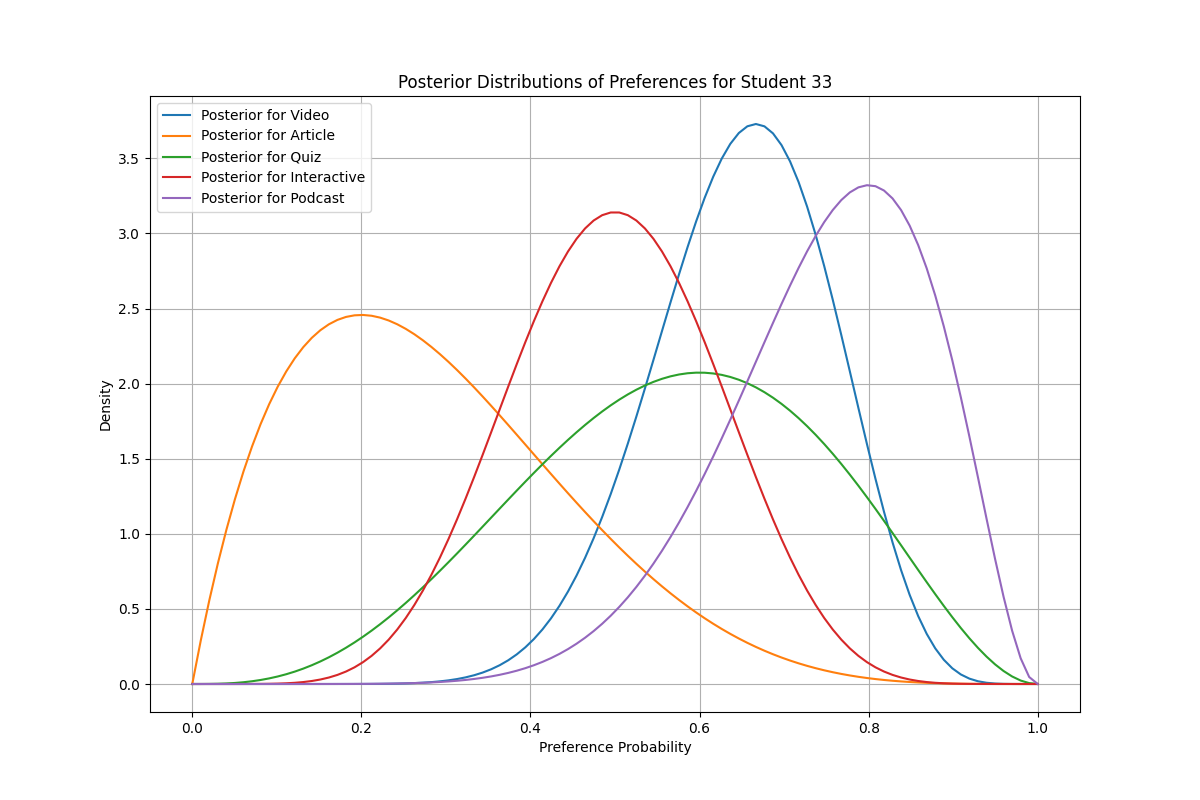 Posterior Distributions of Preferences for Student 33
Posterior for Video
Posterior for Article
Posterior for Quiz
Posterior for Interactive
Posterior for Podcast
3.5
3.0
2.5
2.0
1.5
1.0
0.5
0.0
Density
0.0 0.2 0.4 0.6 0.8 1.0
Preference Probability